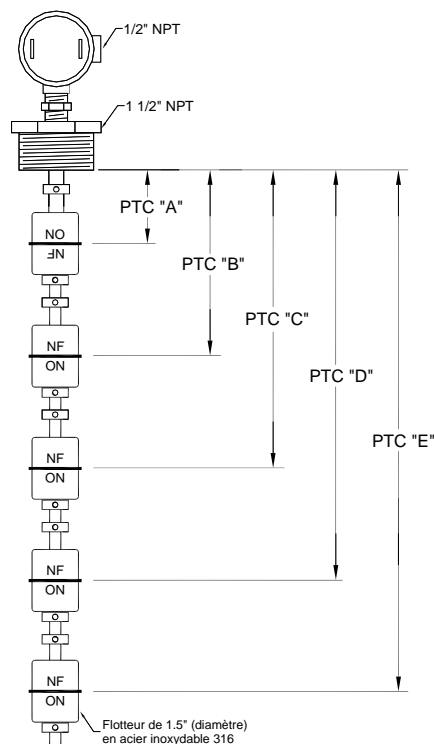 1/2" NPT
1 1/2" NPT
PTC "A"
NO
NF
PTC "B"
PTC "C"
NF
ON
PTC "D"
PTC "E"
NF
ON
NF
ON
NF
ON
Flotteur de 1.5" (diamètre)
en acier inoxydable 316